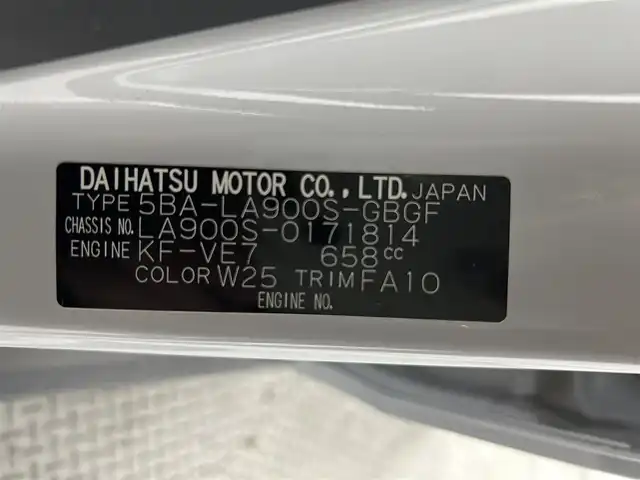 DAIHATSU MOTOR CO., LTD. JAPAN
TYPE 5BA-LA900S-GBGF
CHASSIS NO. LA900S-0171814
ENGINE KF-VE7 658cc
COLOR W25 TRIM FA10
ENGINE NO.